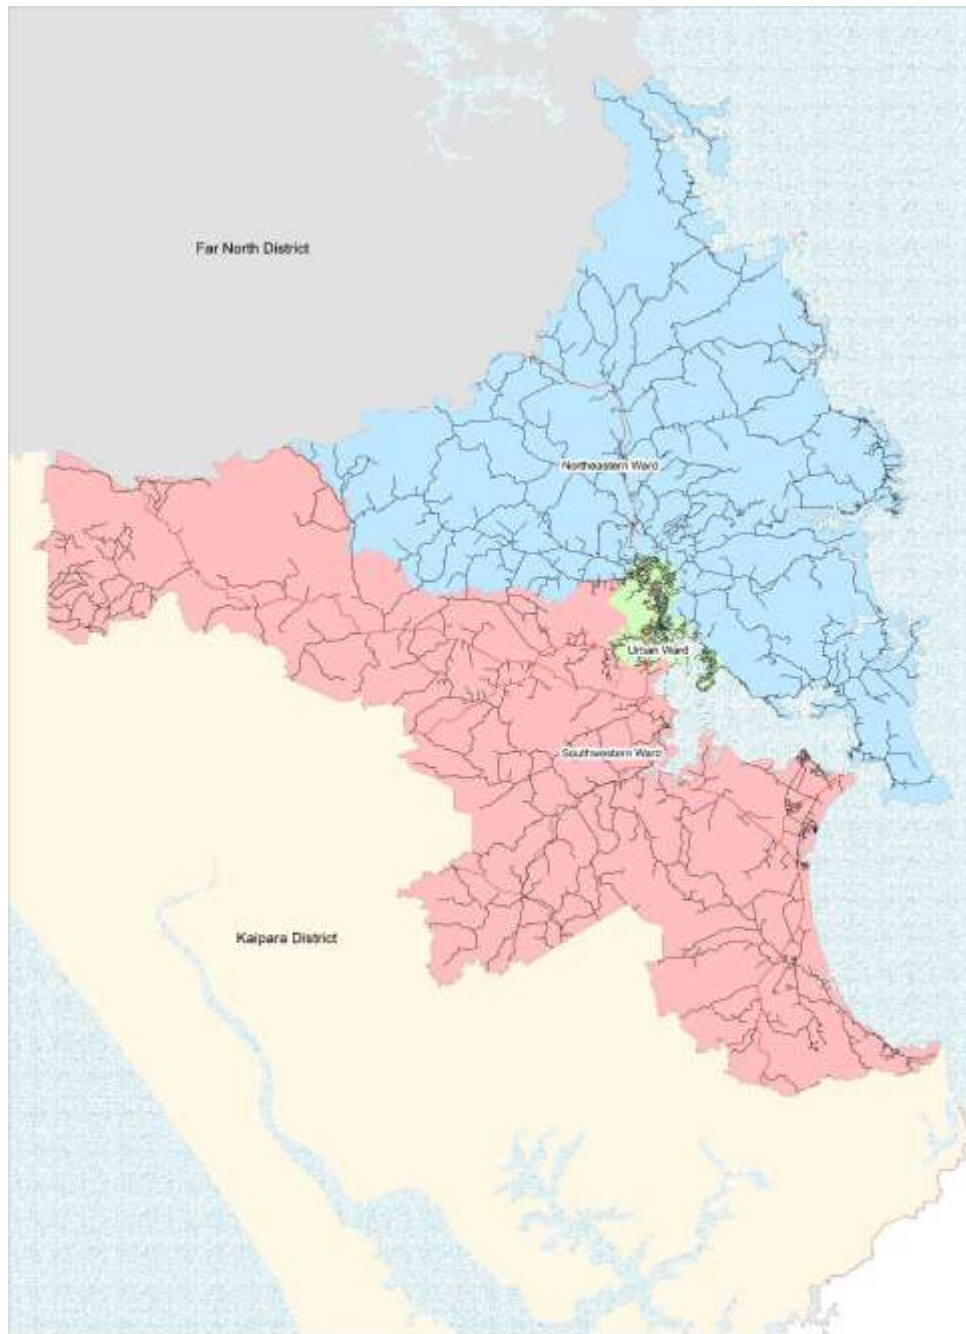 Far North District
Northeastern Ward
Urban Ward
Southwestern Ward
Kaipara District